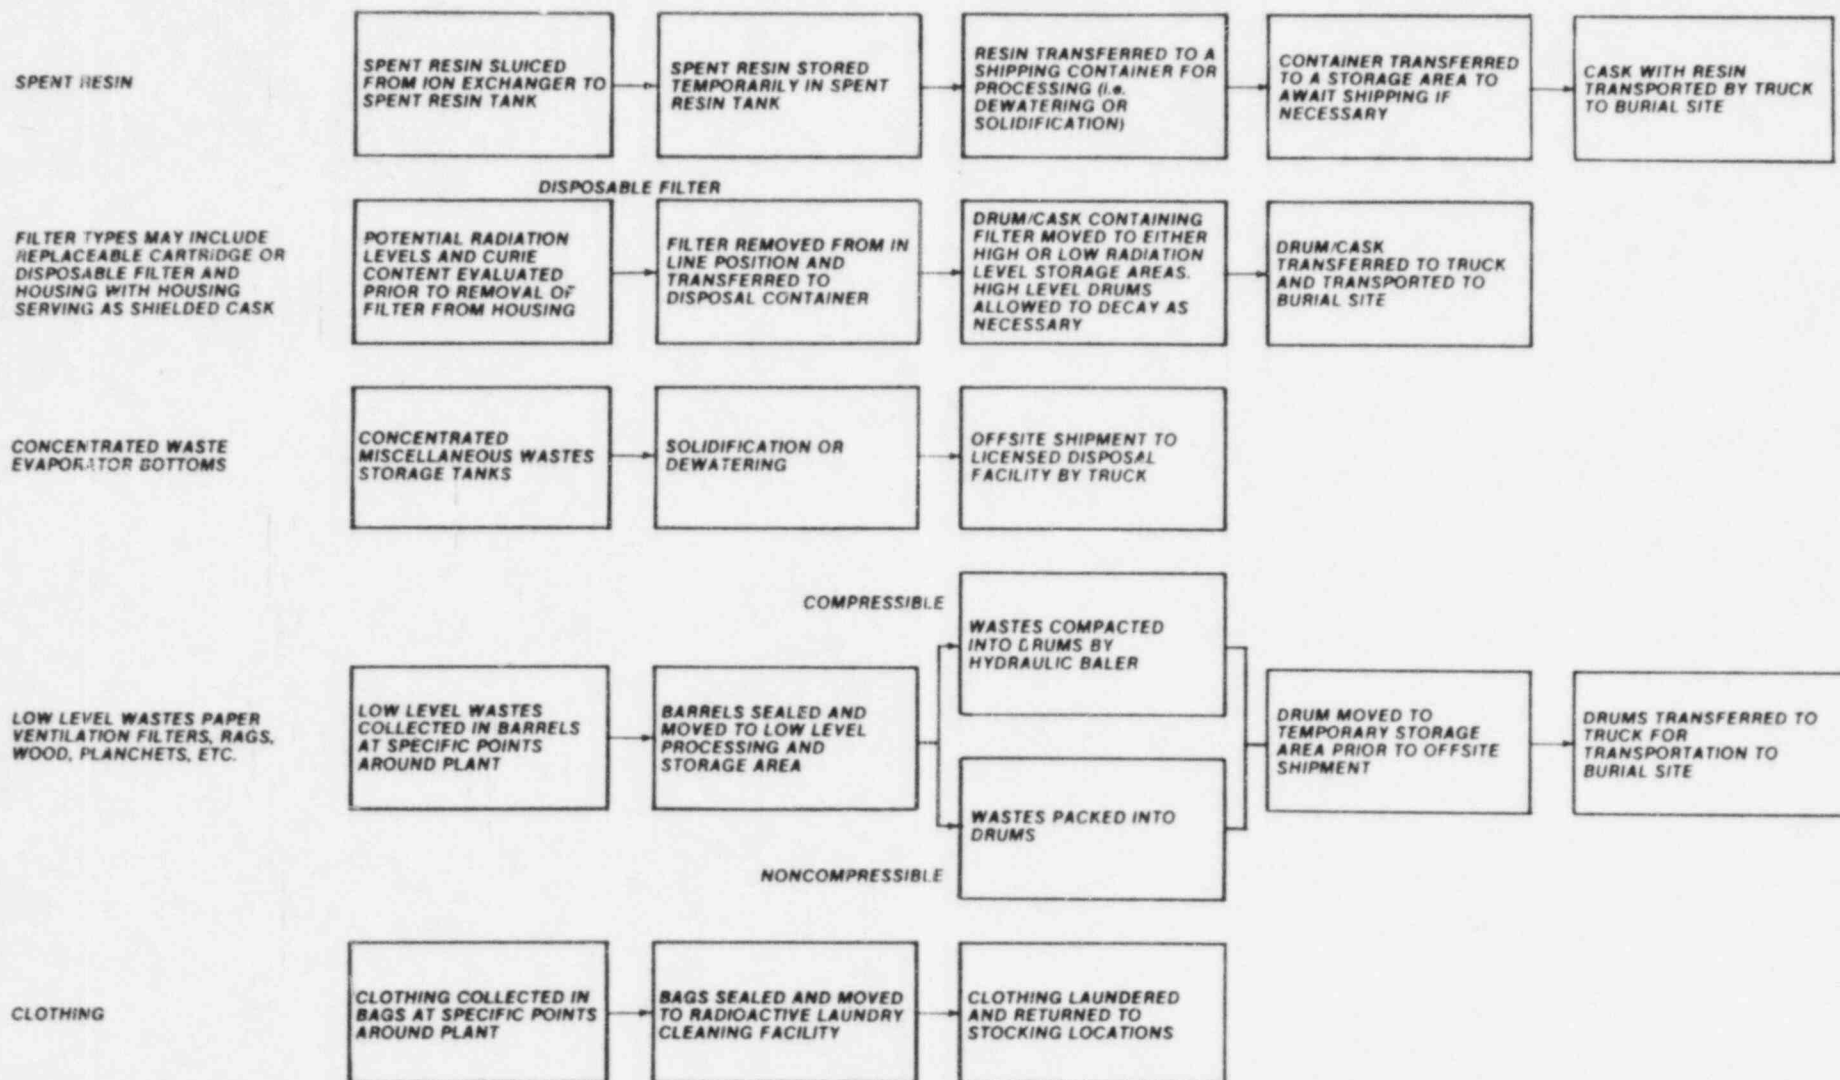 SPENT RESIN
SPENT RESIN SLUICED
FROM ION EXCHANGER TO
SPENT RESIN TANK
SPENT RESIN STORED
TEMPORARILY IN SPENT
RESIN TANK
RESIN TRANSFERRED TO A
SHIPPING CONTAINER FOR
PROCESSING (i.e.
DEWATERING OR
SOLIDIFICATION)
CONTAINER TRANSFERRED
TO A STORAGE AREA TO
AWAIT SHIPPING IF
NECESSARY
CASK WITH RESIN
TRANSPORTED BY TRUCK
TO BURIAL SITE
DISPOSABLE FILTER
FILTER TYPES MAY INCLUDE
REPLACEABLE CARTRIDGE OR
DISPOSABLE FILTER AND
HOUSING WITH HOUSING
SERVING AS SHIELDED CASK
POTENTIAL RADIATION
LEVELS AND CURIE
CONTENT EVALUATED
PRIOR TO REMOVAL OF
FILTER FROM HOUSING
FILTER REMOVED FROM IN
LINE POSITION AND
TRANSFERRED TO
DISPOSAL CONTAINER
DRUM/CASK CONTAINING
FILTER MOVED TO EITHER
HIGH OR LOW RADIATION
LEVEL STORAGE AREAS.
HIGH LEVEL DRUMS
ALLOWED TO DECAY AS
NECESSARY
DRUM/CASK
TRANSFERRED TO TRUCK
AND TRANSPORTED TO
BURIAL SITE
CONCENTRATED WASTE
EVAPORATOR BOTTOMS
CONCENTRATED
MISCELLANEOUS WASTES
STORAGE TANKS
SOLIDIFICATION OR
DEWATERING
OFFSITE SHIPMENT TO
LICENSED DISPOSAL
FACILITY BY TRUCK
LOW LEVEL WASTES PAPER
VENTILATION FILTERS, RAGS,
WOOD, PLANCHETS, ETC.
LOW LEVEL WASTES
COLLECTED IN BARRELS
AT SPECIFIC POINTS
AROUND PLANT
BARRELS SEALED AND
MOVED TO LOW LEVEL
PROCESSING AND
STORAGE AREA
COMPRESSIBLE
WASTES COMPACTED
INTO DRUMS BY
HYDRAULIC BALER
WASTES PACKED INTO
DRUMS
NONCOMPRESSIBLE
DRUM MOVED TO
TEMPORARY STORAGE
AREA PRIOR TO OFFSITE
SHIPMENT
DRUMS TRANSFERRED TO
TRUCK FOR
TRANSPORTATION TO
BURIAL SITE
CLOTHING
CLOTHING COLLECTED IN
BAGS AT SPECIFIC POINTS
AROUND PLANT
BAGS SEALED AND MOVED
TO RADIOACTIVE LAUNDRY
CLEANING FACILITY
CLOTHING LAUNDERED
AND RETURNED TO
STOCKING LOCATIONS